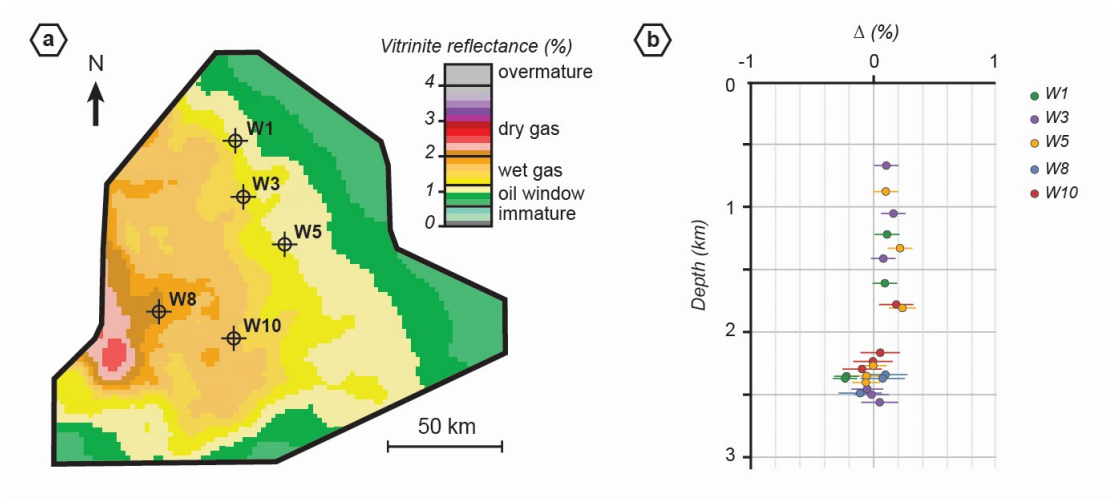 a
N
Vitrinite reflectance (%)
4
3
2
1
0
overmature
dry gas
wet gas
oil window
immature
W1
W3
W5
W8
W10
50 km
b
Δ (%)
-1 0 1
0
1
2
3
Depth (km)
W1
W3
W5
W8
W10